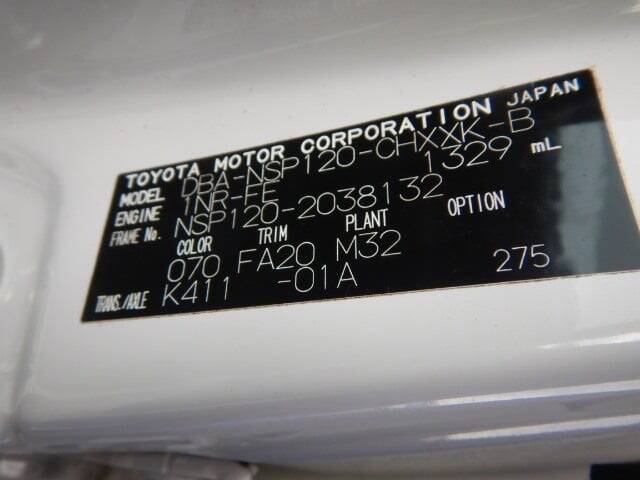 TOYOTA MOTOR CORPORATION JAPAN
MODEL DBA-NSP120-CHXXK-B
ENGINE 1NR-FE 1329 mL
FRAME No. NSP120-2038132
COLOR TRIM PLANT OPTION
070 FA20 M32
TRANS./AXLE K411 -01A 275